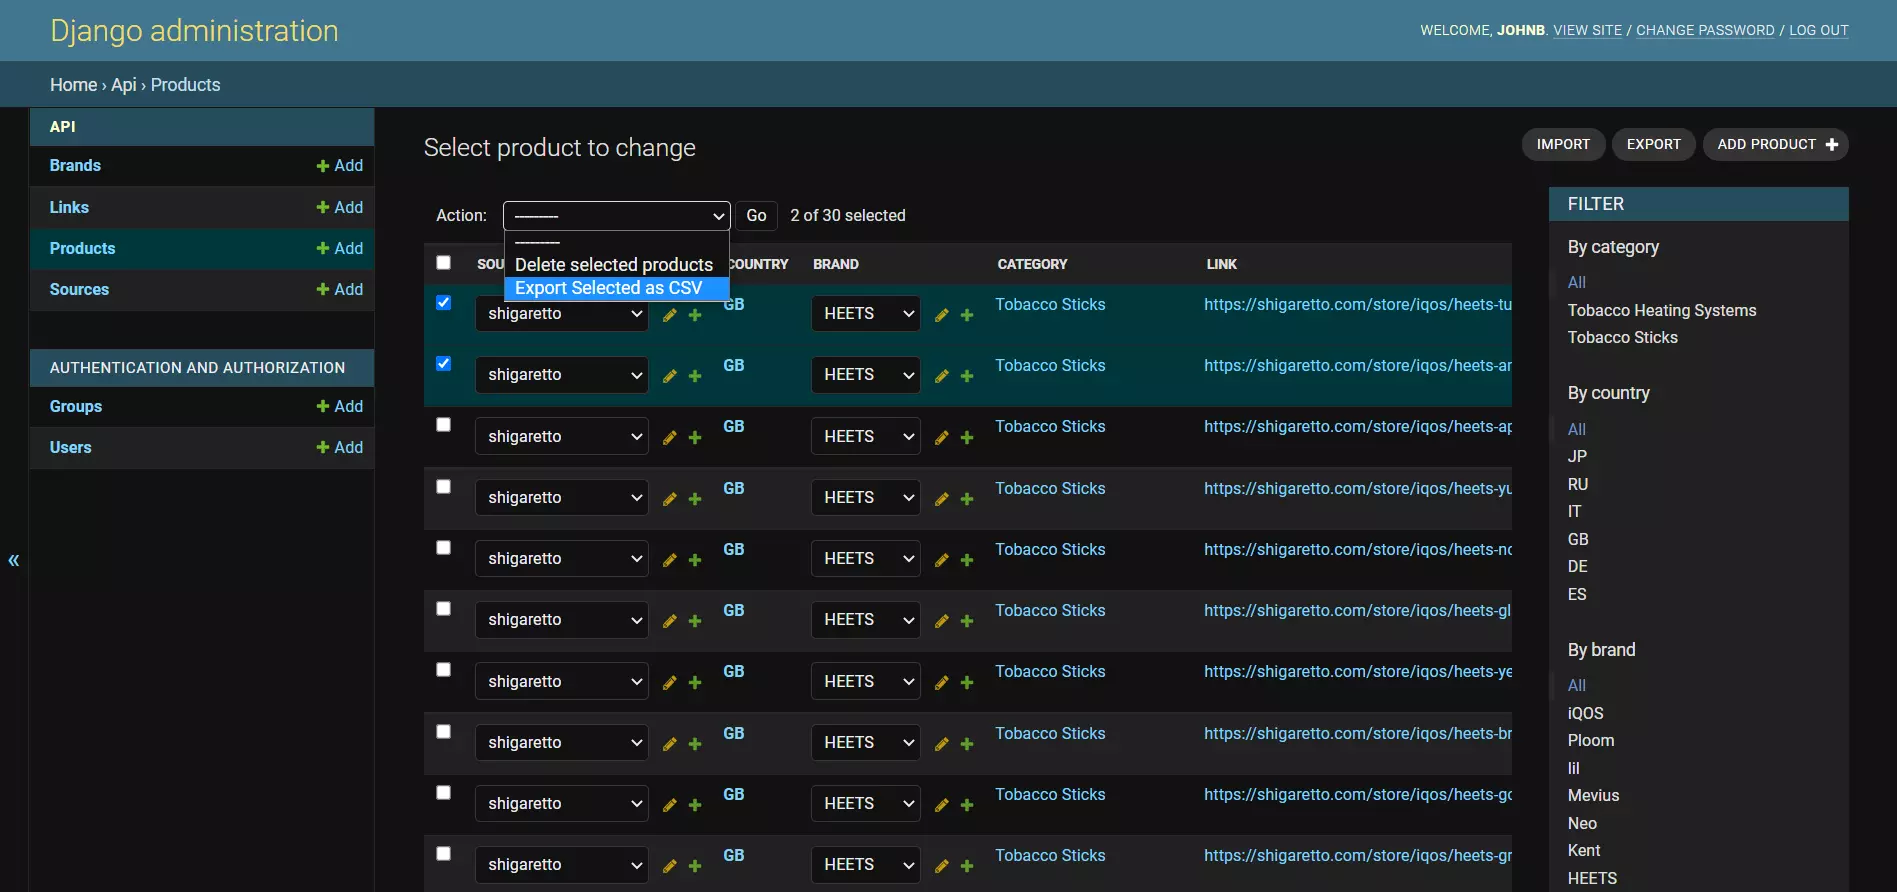 Django administration
WELCOME, JOHNB. VIEW SITE / CHANGE PASSWORD / LOG OUT
Home › Api › Products
API
Brands Add
Links Add
Products Add
Sources Add
AUTHENTICATION AND AUTHORIZATION
Groups Add
Users Add
«
Select product to change
IMPORT EXPORT ADD PRODUCT
Action: --------- Go 2 of 30 selected
---------
Delete selected products
Export Selected as CSV
COUNTRY BRAND CATEGORY LINK
shigaretto GB HEETS Tobacco Sticks https://shigaretto.com/store/iqos/heets-tu
shigaretto GB HEETS Tobacco Sticks https://shigaretto.com/store/iqos/heets-ar
shigaretto GB HEETS Tobacco Sticks https://shigaretto.com/store/iqos/heets-ap
shigaretto GB HEETS Tobacco Sticks https://shigaretto.com/store/iqos/heets-yu
shigaretto GB HEETS Tobacco Sticks https://shigaretto.com/store/iqos/heets-no
shigaretto GB HEETS Tobacco Sticks https://shigaretto.com/store/iqos/heets-gl
shigaretto GB HEETS Tobacco Sticks https://shigaretto.com/store/iqos/heets-ye
shigaretto GB HEETS Tobacco Sticks https://shigaretto.com/store/iqos/heets-br
shigaretto GB HEETS Tobacco Sticks https://shigaretto.com/store/iqos/heets-go
shigaretto GB HEETS Tobacco Sticks https://shigaretto.com/store/iqos/heets-gr
FILTER
By category
All
Tobacco Heating Systems
Tobacco Sticks
By country
All
JP
RU
IT
GB
DE
ES
By brand
All
iQOS
Ploom
lil
Mevius
Neo
Kent
HEETS